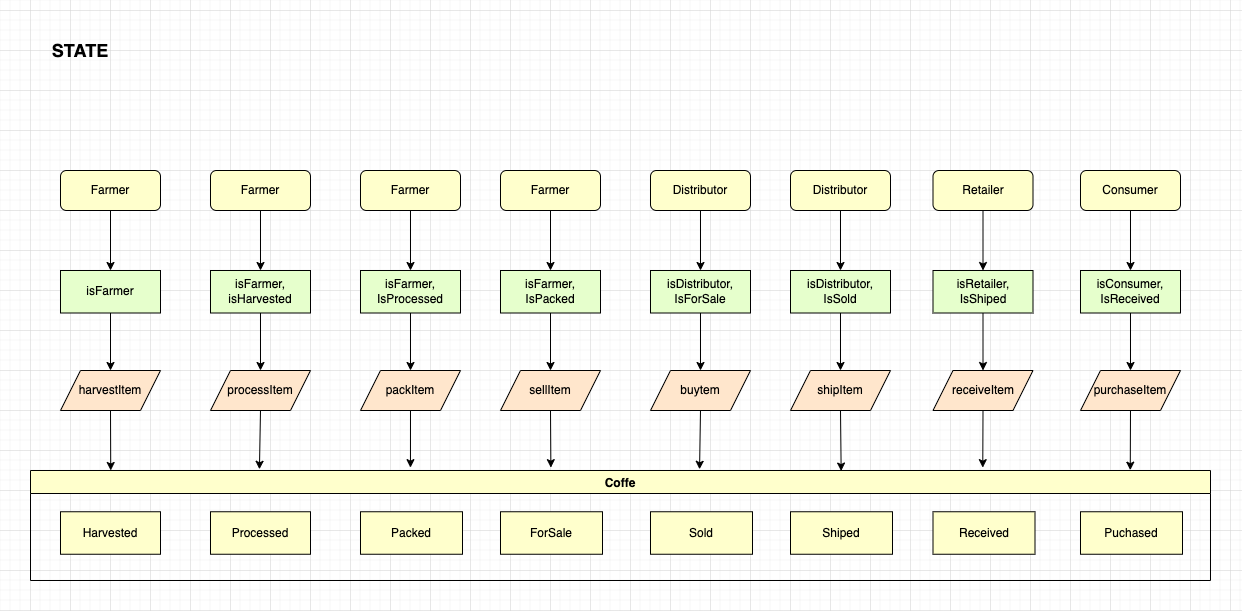 STATE
Farmer
Farmer
Farmer
Farmer
Distributor
Distributor
Retailer
Consumer
isFarmer
isFarmer,
isHarvested
isFarmer,
IsProcessed
isFarmer,
IsPacked
isDistributor,
IsForSale
isDistributor,
IsSold
isRetailer,
IsShiped
isConsumer,
IsReceived
harvestItem
processItem
packItem
sellItem
buytem
shipItem
receiveItem
purchaseItem
Coffe
Harvested
Processed
Packed
ForSale
Sold
Shiped
Received
Puchased